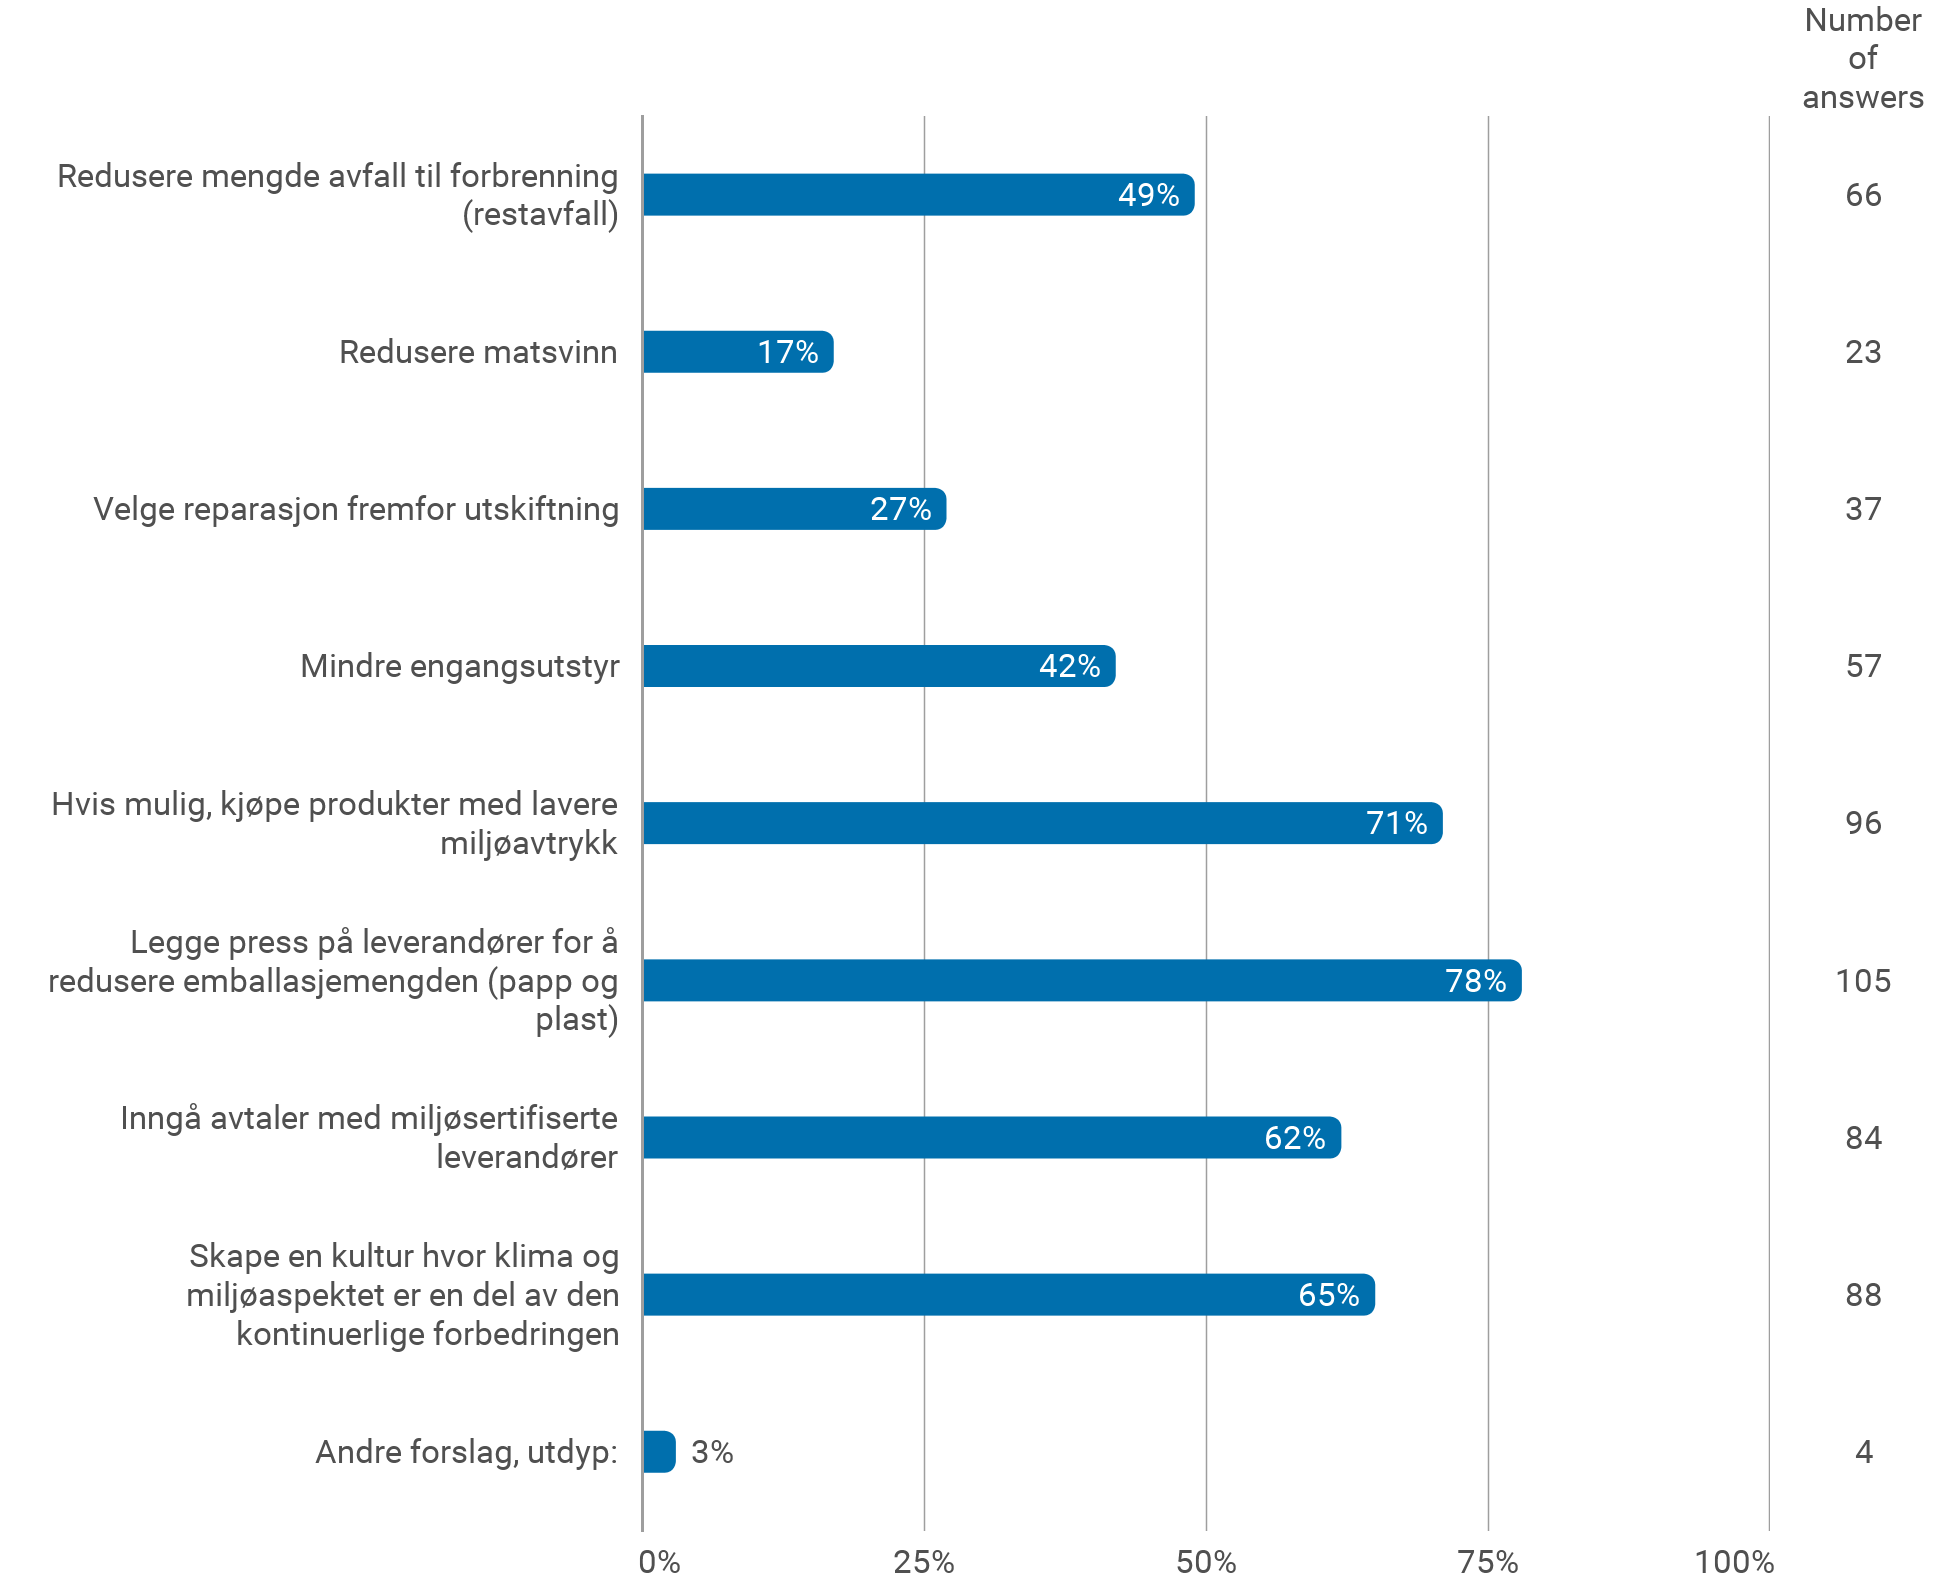 Number
of
answers
Redusere mengde avfall til forbrenning
(restavfall)
49%
66
Redusere matsvinn
17%
23
Velge reparasjon fremfor utskiftning
27%
37
Mindre engangsutstyr
42%
57
Hvis mulig, kjøpe produkter med lavere
miljøavtrykk
71%
96
Legge press på leverandører for å
redusere emballasjemengden (papp og
plast)
78%
105
Inngå avtaler med miljøsertifiserte
leverandører
62%
84
Skape en kultur hvor klima og
miljøaspektet er en del av den
kontinuerlige forbedringen
65%
88
Andre forslag, utdyp:
3%
4
0% 25% 50% 75% 100%